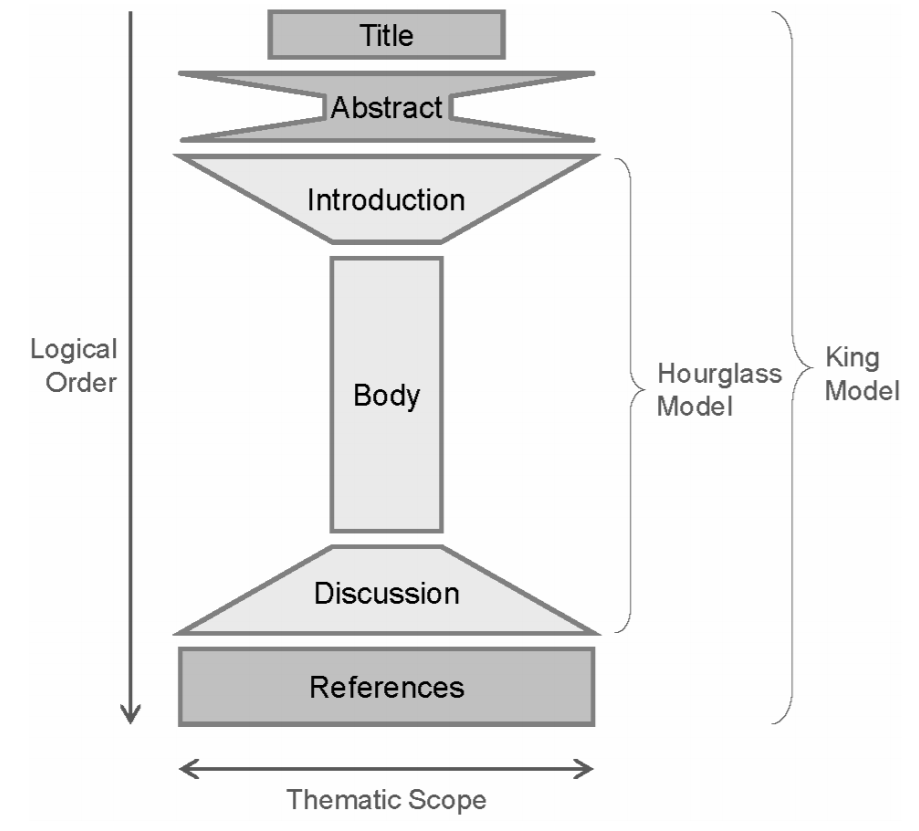 Title
Abstract
Introduction
Logical
Order
Body
Hourglass
Model
King
Model
Discussion
References
Thematic Scope